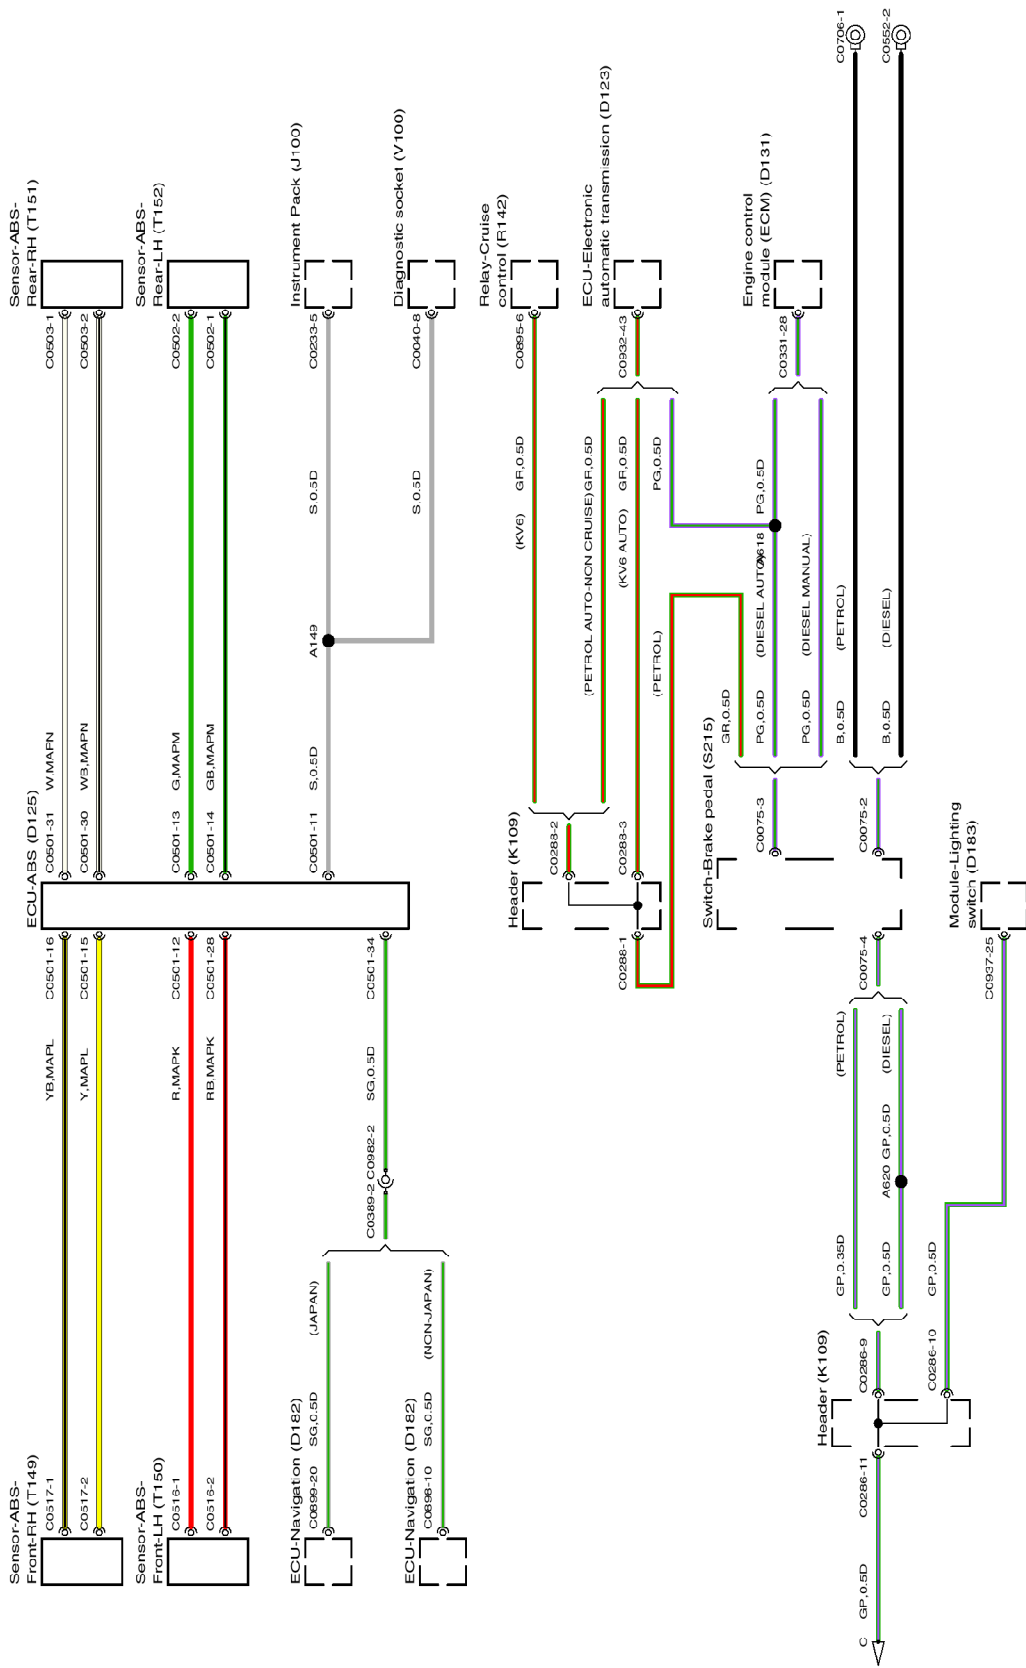 Sensor-ABS-
Front-RH (T149)
C0517-1
C0517-2
YB,MAPL
Y,MAPL
C0501-16
C0501-15
ECU-ABS (D125)
C0501-31
C0501-30
W,MAPN
WB,MAPN
Sensor-ABS-
Rear-RH (T151)
C0503-1
C0503-2
Sensor-ABS-
Front-LH (T150)
C0516-1
C0516-2
R,MAPK
RB,MAPK
C0501-12
C0501-28
C0501-13
C0501-14
G,MAPM
GB,MAPM
Sensor-ABS-
Rear-LH (T152)
C0502-2
C0502-1
ECU-Navigation (D182)
C0899-20
SG,0.5D
(JAPAN)
ECU-Navigation (D182)
C0898-10
SG,0.5D
(NON-JAPAN)
C0389-2
C0982-2
SG,0.5D
C0501-34
C0501-11
S,0.5D
A149
S,0.5D
C0233-5
Instrument Pack (J100)
S,0.5D
C0040-8
Diagnostic socket (V100)
Header (K109)
C0288-2
C0288-3
C0288-1
(KV6)
GR,0.5D
C0895-6
Relay-Cruise
control (R142)
(PETROL AUTO-NON CRUISE)
GR,0.5D
(KV6 AUTO)
GR,0.5D
(PETROL)
PG,0.5D
C0932-43
ECU-Electronic
automatic transmission (D123)
Switch-Brake pedal (S215)
C0075-3
GR,0.5D
PG,0.5D
(DIESEL AUTO)
A618
PG,0.5D
PG,0.5D
(DIESEL MANUAL)
C0331-28
Engine control
module (ECM) (D131)
C0075-2
B,0.5D
(PETROL)
C0706-1
B,0.5D
(DIESEL)
C0552-2
C
GP,0.5D
C0286-11
Header (K109)
C0286-9
C0286-10
GP,0.35D
(PETROL)
GP,0.5D
A620
GP,0.5D
(DIESEL)
C0075-4
GP,0.5D
C0937-25
Module-Lighting
switch (D183)